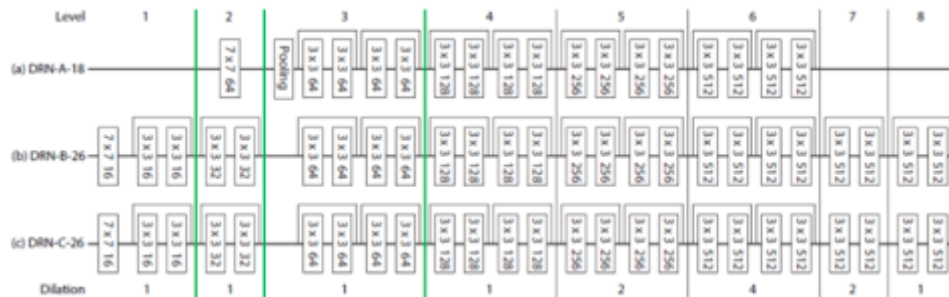 Level 1 2 3 4 5 6 7 8
(a) DRN-A-18 7 x 7 64 Pooling 3 x 3 64 3 x 3 64 3 x 3 64 3 x 3 64 3 x 3 128 3 x 3 128 3 x 3 128 3 x 3 128 3 x 3 256 3 x 3 256 3 x 3 256 3 x 3 256 3 x 3 512 3 x 3 512 3 x 3 512 3 x 3 512
(b) DRN-B-26 7 x 7 16 3 x 3 16 3 x 3 16 3 x 3 32 3 x 3 32 3 x 3 64 3 x 3 64 3 x 3 64 3 x 3 64 3 x 3 128 3 x 3 128 3 x 3 128 3 x 3 128 3 x 3 256 3 x 3 256 3 x 3 256 3 x 3 256 3 x 3 512 3 x 3 512 3 x 3 512 3 x 3 512 3 x 3 512 3 x 3 512 3 x 3 512 3 x 3 512
(c) DRN-C-26 7 x 7 16 3 x 3 16 3 x 3 16 3 x 3 32 3 x 3 32 3 x 3 64 3 x 3 64 3 x 3 64 3 x 3 64 3 x 3 128 3 x 3 128 3 x 3 128 3 x 3 128 3 x 3 256 3 x 3 256 3 x 3 256 3 x 3 256 3 x 3 512 3 x 3 512 3 x 3 512 3 x 3 512 3 x 3 512 3 x 3 512 3 x 3 512 3 x 3 512
Dilation 1 1 1 1 2 4 2 1